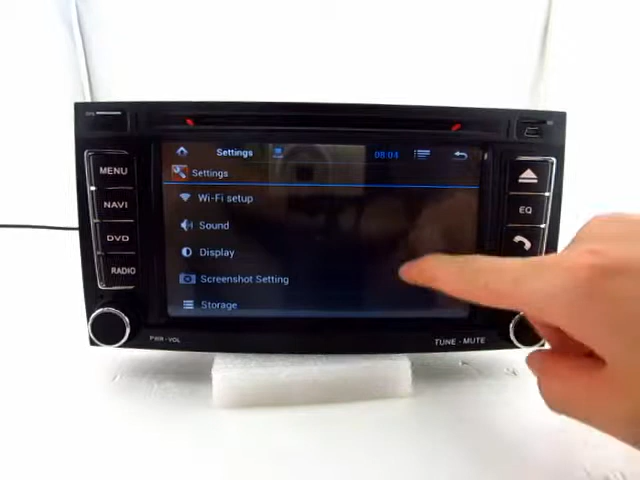 Settings 08:04
Settings
Wi-Fi setup
Sound
Display
Screenshot Setting
Storage
MENU
NAVI
DVD
RADIO
EQ
PWR - VOL
TUNE - MUTE